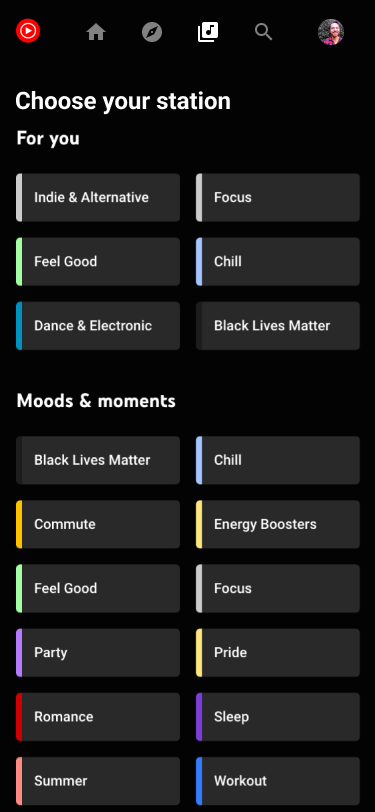 Choose your station
For you
Indie & Alternative
Focus
Feel Good
Chill
Dance & Electronic
Black Lives Matter
Moods & moments
Black Lives Matter
Chill
Commute
Energy Boosters
Feel Good
Focus
Party
Pride
Romance
Sleep
Summer
Workout